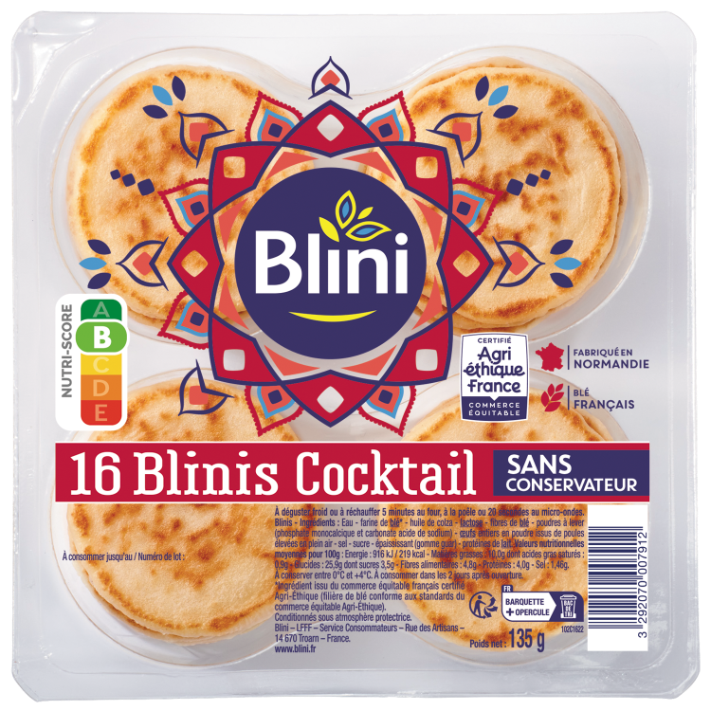 Blini
NUTRI-SCORE
A
B
C
D
E
CERTIFIÉ
Agri
éthique
france
COMMERCE
ÉQUITABLE
FABRIQUÉ EN
NORMANDIE
BLÉ
FRANÇAIS
16 Blinis Cocktail
SANS
CONSERVATEUR
À consommer jusqu'au / Numéro de lot :
À déguster froid ou à réchauffer 5 minutes au four, à la poêle ou 20 secondes au micro-ondes.
Blinis - Ingrédients : Eau - farine de blé* - huile de colza - lactose - fibres de blé - poudres à lever
(phosphate monocalcique et carbonate acide de sodium) - œufs entiers en poudre issus de poules
élevées en plein air - sel - sucre - épaississant (gomme guar) - protéines de lait. Valeurs nutritionnelles
moyennes pour 100g : Energie : 916 kJ / 219 kcal - Matières grasses : 10,0g dont acides gras saturés :
0,9g - Glucides : 25,9g dont sucres 3,5g - Fibres alimentaires : 4,8g - Protéines : 4,0g - Sel : 1,46g.
À conserver entre 0°C et +4°C. À consommer dans les 2 jours après ouverture.
*Ingrédient issu du commerce équitable français certifié
Agri-Éthique (filière de blé conforme aux standards du
commerce équitable Agri-Éthique).
Conditionnés sous atmosphère protectrice.
Blini – LFFF – Service Consommateurs – Rue des Artisans –
14 670 Troarn – France.
www.blini.fr
FR
BARQUETTE
+ OPERCULE
BAC
DE TRI
Poids net : 135 g
3 292070 007912